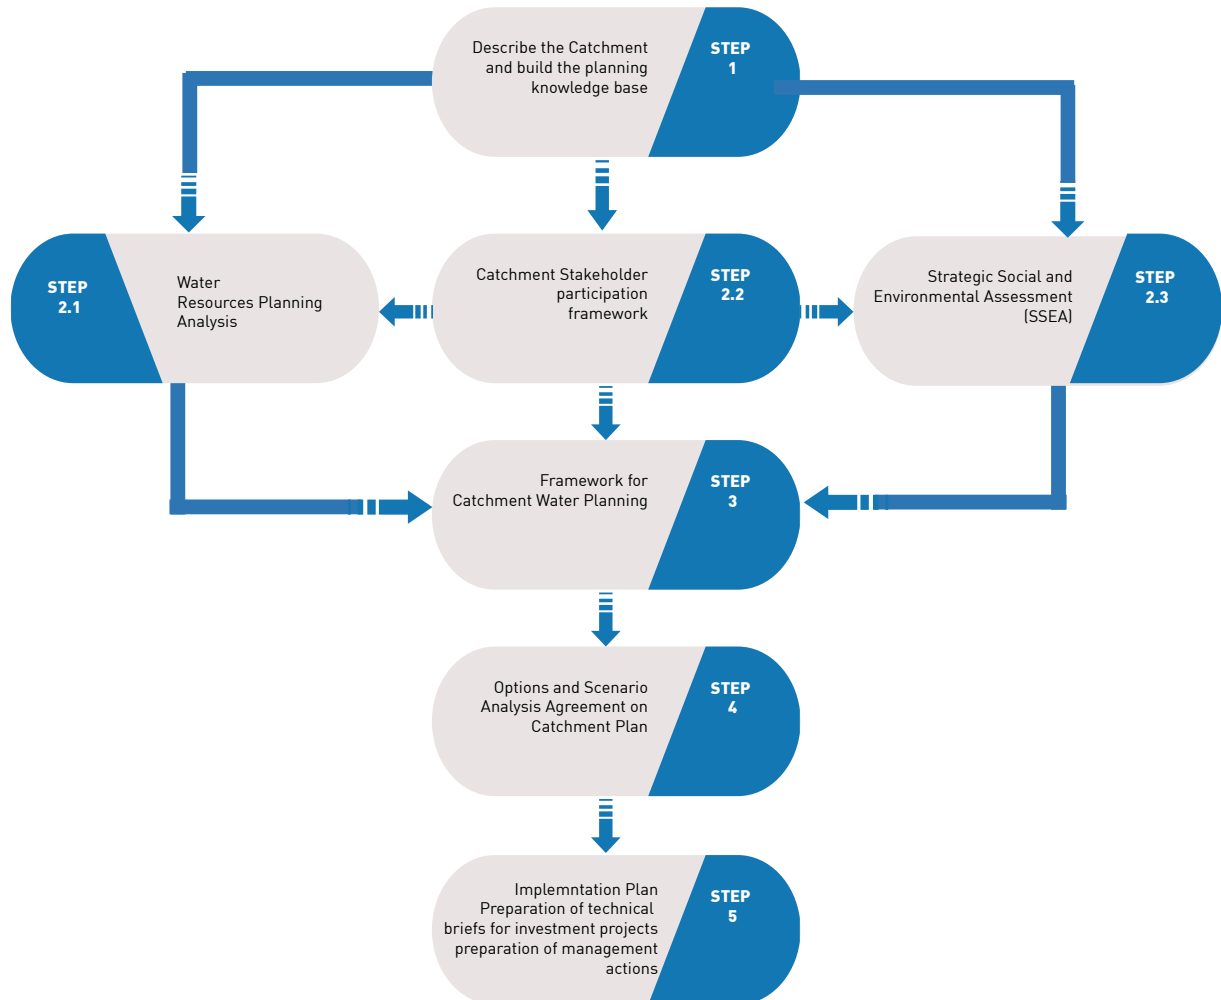 Describe the Catchment
and build the planning
knowledge base
STEP
1
STEP
2.1
Water
Resources Planning
Analysis
Catchment Stakeholder
participation
framework
STEP
2.2
Strategic Social and
Environmental Assessment
(SSEA)
STEP
2.3
Framework for
Catchment Water Planning
STEP
3
Options and Scenario
Analysis Agreement on
Catchment Plan
STEP
4
Implemntation Plan
Preparation of technical
briefs for investment projects
preparation of management
actions
STEP
5